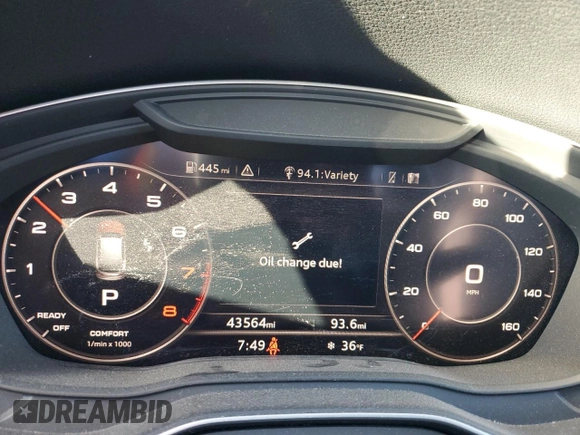 445 mi
94.1:Variety
Oil change due!
1 2 3 4 5 6 7 8
READY
OFF
P
COMFORT
1/min x 1000
0 20 40 60 80 100 120 140 160
0
MPH
43564mi 93.6mi
7:49 36°F
DREAMBID